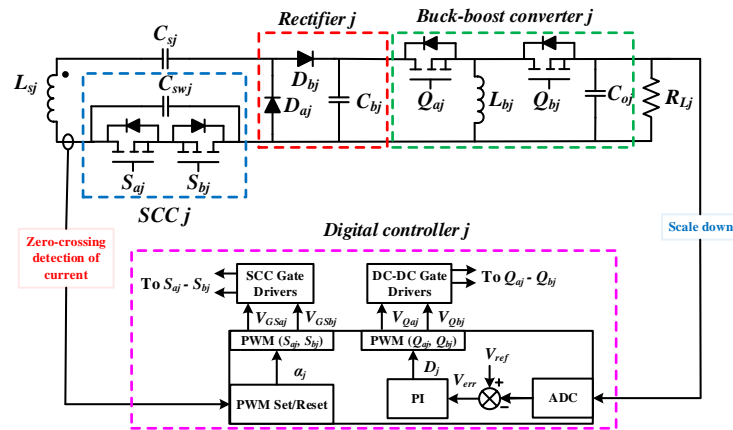 Rectifier j
Buck-boost converter j
C_sj
L_sj
C_swj
D_bj
D_aj
C_bj
Q_aj
L_bj
Q_bj
C_oj
R_Lj
S_aj
S_bj
SCC j
Zero-crossing
detection of
current
Digital controller j
Scale down
To S_aj - S_bj
SCC Gate
Drivers
DC-DC Gate
Drivers
To Q_aj - Q_bj
V_GSaj
V_GSbj
V_Qaj
V_Qbj
PWM (S_aj, S_bj)
PWM (Q_aj, Q_bj)
V_ref
α_j
D_j
V_err
+
−
PWM Set/Reset
PI
ADC